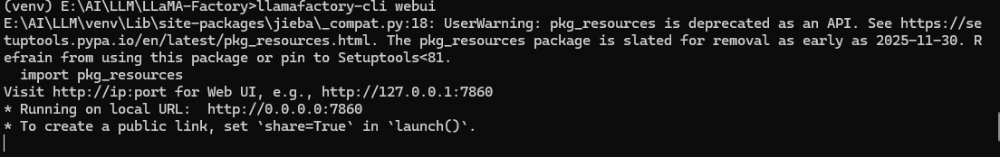 (venv) E:\AI\LLM\LLaMA-Factory>llamafactory-cli webui
E:\AI\LLM\venv\Lib\site-packages\jieba\_compat.py:18: UserWarning: pkg_resources is deprecated as an API. See https://se
tuptools.pypa.io/en/latest/pkg_resources.html. The pkg_resources package is slated for removal as early as 2025-11-30. R
efrain from using this package or pin to Setuptools<81.
  import pkg_resources
Visit http://ip:port for Web UI, e.g., http://127.0.0.1:7860
* Running on local URL:  http://0.0.0.0:7860
* To create a public link, set `share=True` in `launch()`.